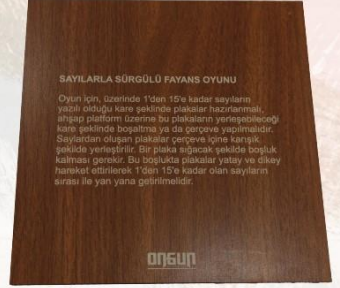 SAYILARLA SÜRGÜLÜ FAYANS OYUNU
Oyun için, üzerinde 1'den 15'e kadar sayıların
yazılı olduğu kare şeklinde plakalar hazırlanmalı,
ahşap platform üzerine bu plakaların yerleşebileceği
kare şeklinde boşaltma ya da çerçeve yapılmalıdır.
Saylardan oluşan plakalar çerçeve içine karışık
şekilde yerleştirilir. Bir plaka sığacak şekilde boşluk
kalması gerekir. Bu boşlukta plakalar yatay ve dikey
hareket ettirilerek 1'den 15'e kadar olan sayıların
sırası ile yan yana getirilmelidir.
ongun